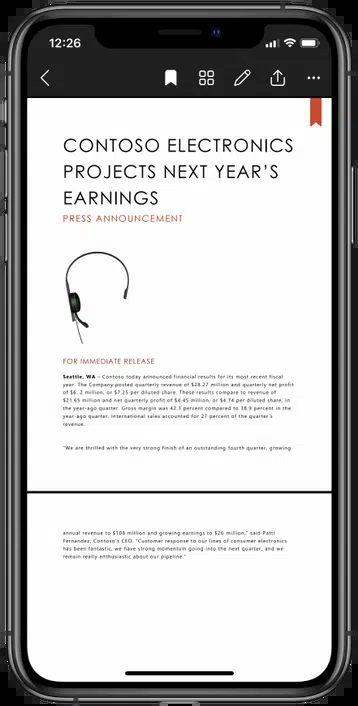 12:26
CONTOSO ELECTRONICS
PROJECTS NEXT YEAR'S
EARNINGS
PRESS ANNOUNCEMENT
FOR IMMEDIATE RELEASE
Seattle, WA – Contoso today announced financial results for its most recent fiscal
year. The Company posted quarterly revenue of $28.27 million and quarterly net profit
of $6. 2 million, or $7.25 per diluted share. These results compare to revenue of
$21.65 million and net quarterly profit of $4.45 million, or $4.74 per diluted share, in
the year-ago quarter. Gross margin was 42.3 percent compared to 38.9 percent in the
year-ago quarter. International sales accounted for 27 percent of the quarter's
revenue.
"We are thrilled with the very strong finish of an outstanding fourth quarter, growing
annual revenue to $108 million and growing earnings to $26 million," said Patti
Fernandez, Contoso's CEO. "Customer response to our lines of consumer electronics
has been fantastic, we have strong momentum going into the next quarter, and we
remain really enthusiastic about our pipeline."